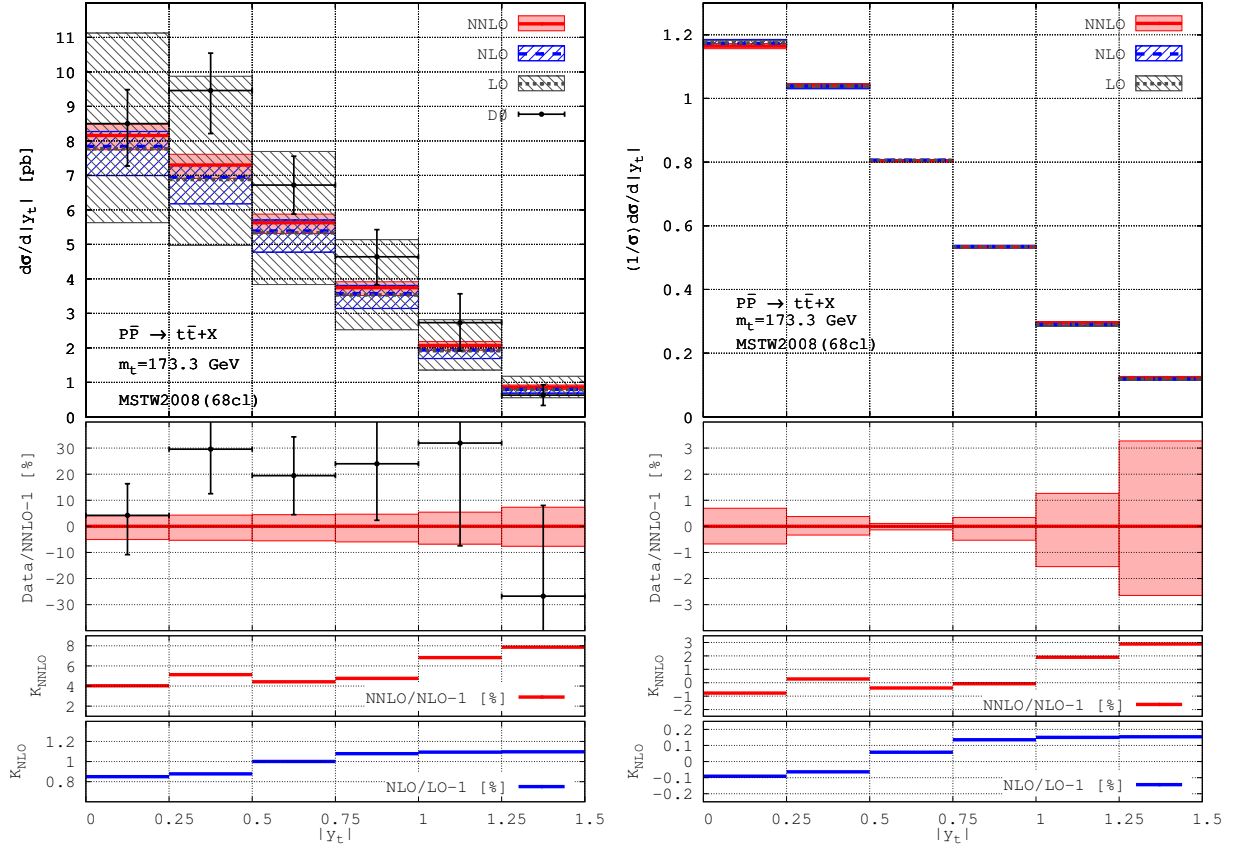 NNLO
NLO
LO
DØ
dσ/d|y_t| [pb]
11
10
9
8
7
6
5
4
3
2
1
0
PP̄ → tt̄+X
m_t=173.3 GeV
MSTW2008(68cl)
Data/NNLO-1 [%]
30
20
10
0
-10
-20
-30
K_NNLO
8
6
4
2
NNLO/NLO-1 [%]
K_NLO
1.2
0.8
NLO/LO-1 [%]
0 0.25 0.5 0.75 1 1.25 1.5
|y_t|
NNLO
NLO
LO
(1/σ)dσ/d|y_t|
1.2
1
0.8
0.6
0.4
0.2
0
PP̄ → tt̄+X
m_t=173.3 GeV
MSTW2008(68cl)
Data/NNLO-1 [%]
3
2
1
0
-1
-2
-3
K_NNLO
3
2
1
0
-1
-2
NNLO/NLO-1 [%]
K_NLO
0.2
0.1
0
-0.1
-0.2
NLO/LO-1 [%]
0 0.25 0.5 0.75 1 1.25 1.5
|y_t|